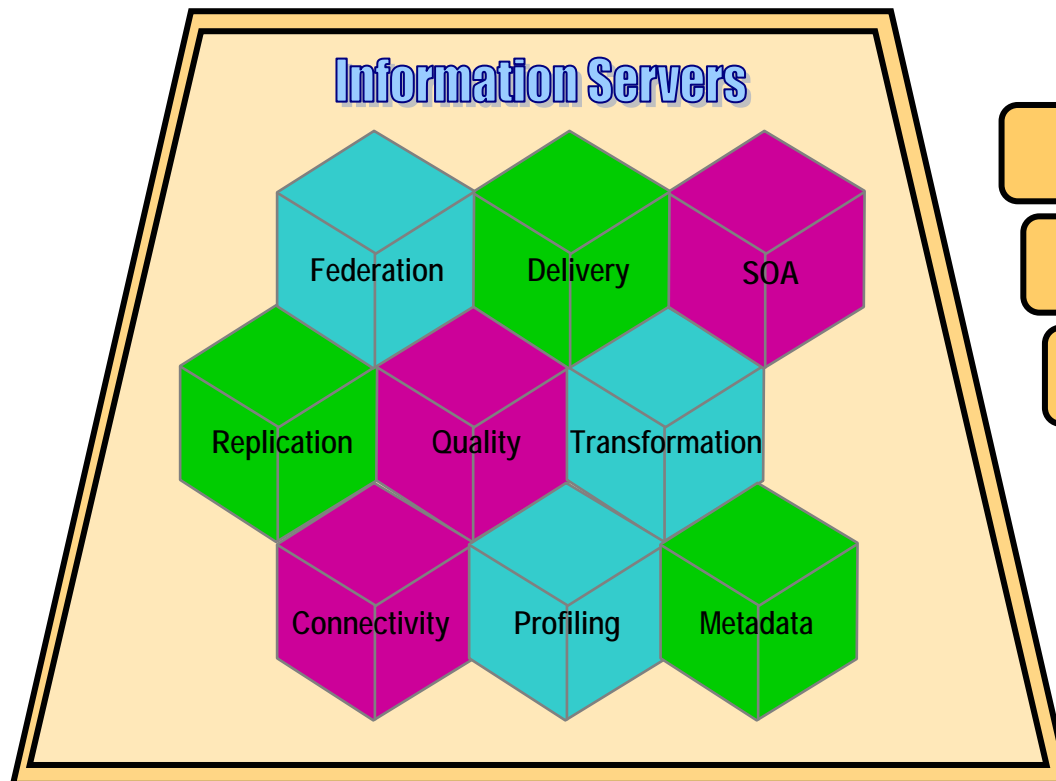 Information Servers
Federation Delivery SOA
Replication Quality Transformation
Connectivity Profiling Metadata